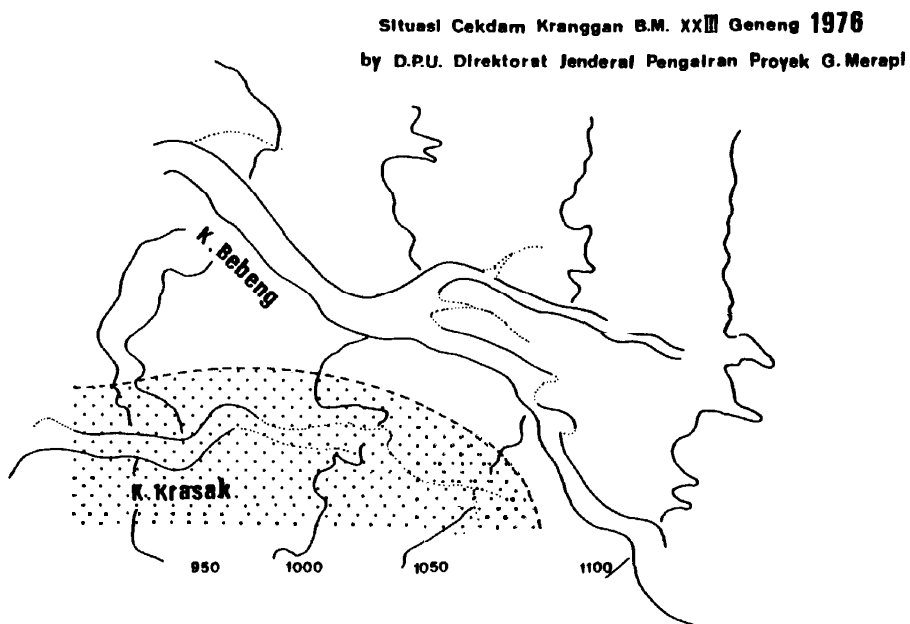 Situasi Cekdam Kranggan B.M. XXIII Geneng 1976
by D.P.U. Direktorat Jenderal Pengairan Proyek G. Merapi
K. Bebeng
K. Krasak
950 1000 1050 1100